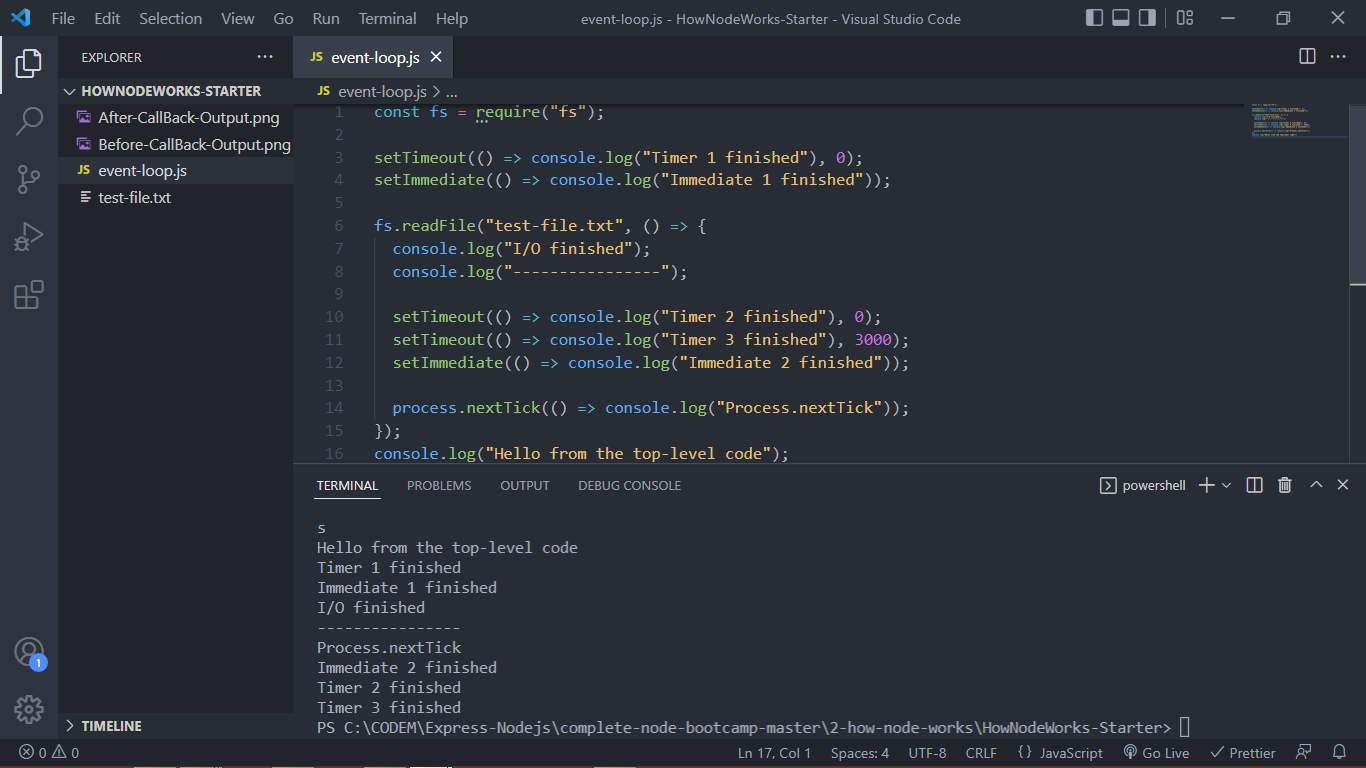 File Edit Selection View Go Run Terminal Help event-loop.js - HowNodeWorks-Starter - Visual Studio Code
EXPLORER ...
JS event-loop.js
HOWNODEWORKS-STARTER
After-CallBack-Output.png
Before-CallBack-Output.png
JS event-loop.js
test-file.txt
TIMELINE
JS event-loop.js > ...
1 const fs = require("fs");
2
3 setTimeout(() => console.log("Timer 1 finished"), 0);
4 setImmediate(() => console.log("Immediate 1 finished"));
5
6 fs.readFile("test-file.txt", () => {
7 console.log("I/O finished");
8 console.log("----------------");
9
10 setTimeout(() => console.log("Timer 2 finished"), 0);
11 setTimeout(() => console.log("Timer 3 finished"), 3000);
12 setImmediate(() => console.log("Immediate 2 finished"));
13
14 process.nextTick(() => console.log("Process.nextTick"));
15 });
16 console.log("Hello from the top-level code");
TERMINAL PROBLEMS OUTPUT DEBUG CONSOLE powershell
s
Hello from the top-level code
Timer 1 finished
Immediate 1 finished
I/O finished
----------------
Process.nextTick
Immediate 2 finished
Timer 2 finished
Timer 3 finished
PS C:\CODEM\Express-Nodejs\complete-node-bootcamp-master\2-how-node-works\HowNodeWorks-Starter>
1
0 0 Ln 17, Col 1 Spaces: 4 UTF-8 CRLF {} JavaScript Go Live Prettier